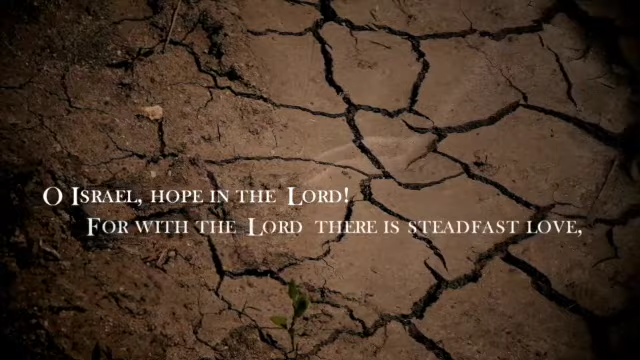 O Israel, hope in the Lord!
For with the Lord there is steadfast love,